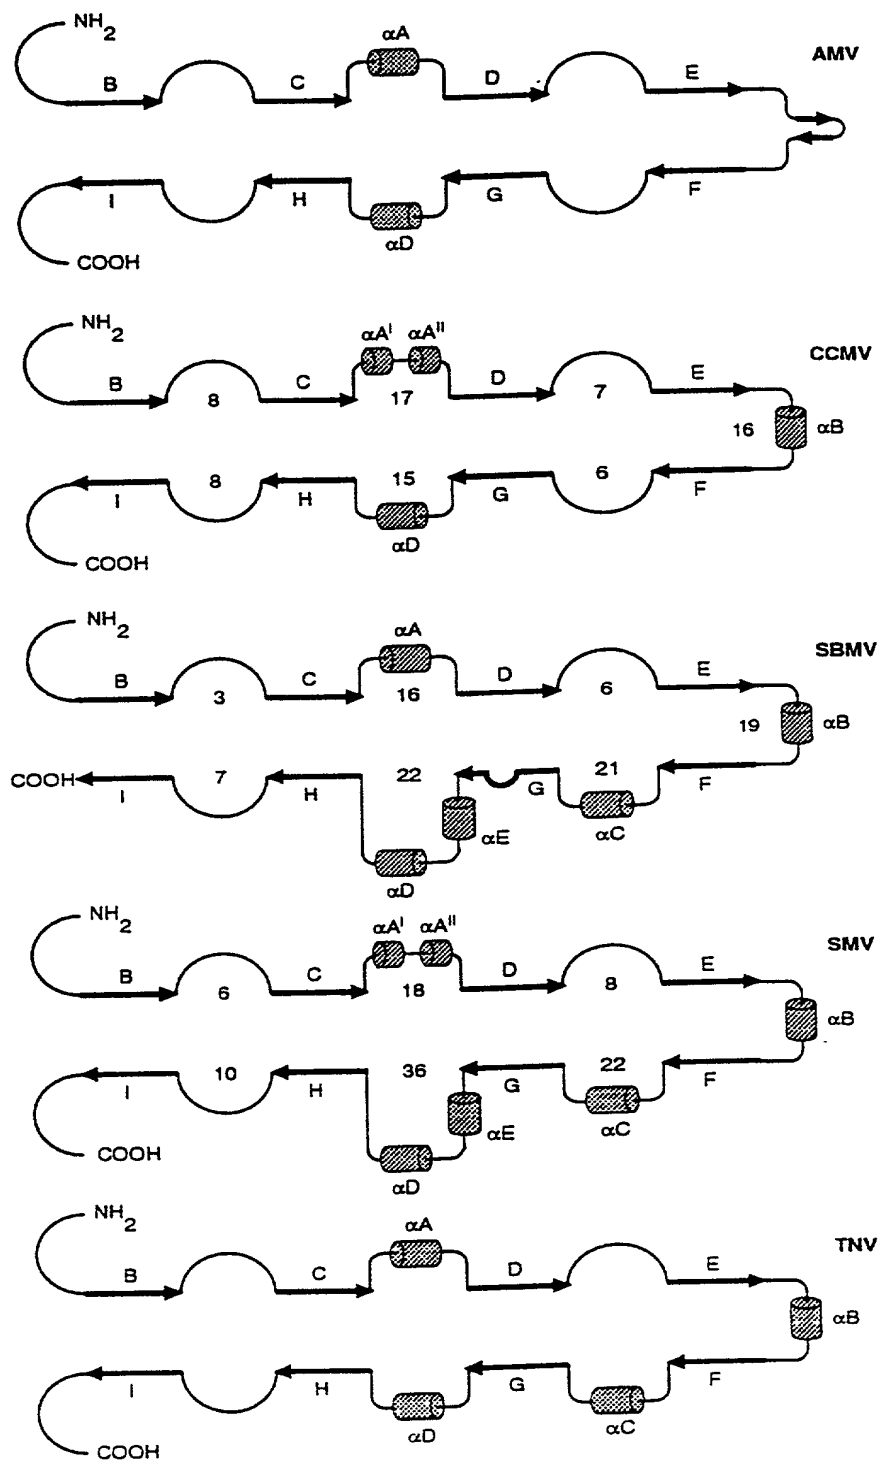 NH2
αA
AMV
B C D E
I H G F
αD
COOH
NH2
αA^I αA^II
CCMV
B C D E
8 17 7
16 αB
8 15 6
I H G F
αD
COOH
NH2
αA
SBMV
B C D E
3 16 6
19 αB
COOH 7 22 21
I H G F
αE αC
αD
NH2
αA^I αA^II
SMV
B C D E
6 18 8
αB
10 36 22
I H G F
αE αC
COOH
αD
NH2
αA
TNV
B C D E
αB
I H G F
αD αC
COOH